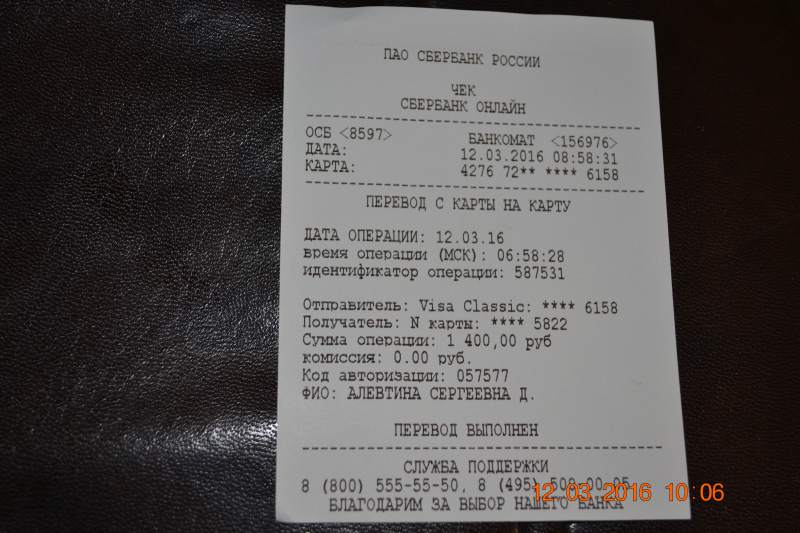 ПАО СБЕРБАНК РОССИИ
ЧЕК
СБЕРБАНК ОНЛАЙН
ОСБ <8597> БАНКОМАТ <156976>
ДАТА: 12.03.2016 08:58:31
КАРТА: 4276 72** **** 6158
ПЕРЕВОД С КАРТЫ НА КАРТУ
ДАТА ОПЕРАЦИИ: 12.03.16
время операции (МСК): 06:58:28
идентификатор операции: 587531
Отправитель: Visa Classic: **** 6158
Получатель: N карты: **** 5822
Сумма операции: 1 400,00 руб
комиссия: 0.00 руб.
Код авторизации: 057577
ФИО: АЛЕВТИНА СЕРГЕЕВНА Д.
ПЕРЕВОД ВЫПОЛНЕН
СЛУЖБА ПОДДЕРЖКИ
8 (800) 555-55-50, 8 (495) 500-00-05
БЛАГОДАРИМ ЗА ВЫБОР НАШЕГО БАНКА
12 03 2016 10:06